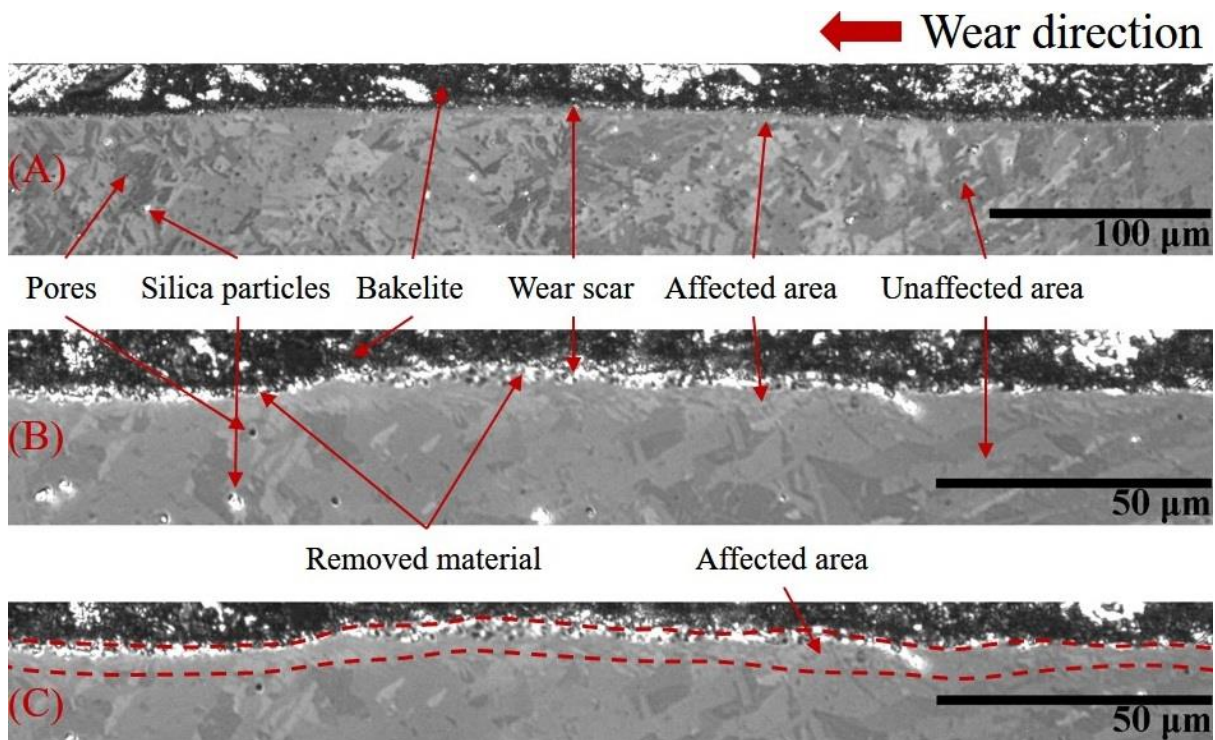 Wear direction
(A)
100 µm
Pores Silica particles Bakelite Wear scar Affected area Unaffected area
(B)
50 µm
Removed material Affected area
(C)
50 µm